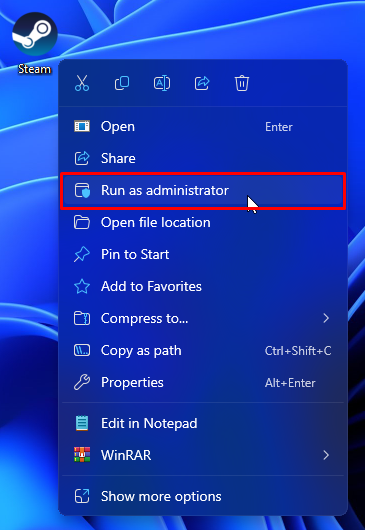 Steam
Open Enter
Share
Run as administrator
Open file location
Pin to Start
Add to Favorites
Compress to...
Copy as path Ctrl+Shift+C
Properties Alt+Enter
Edit in Notepad
WinRAR
Show more options